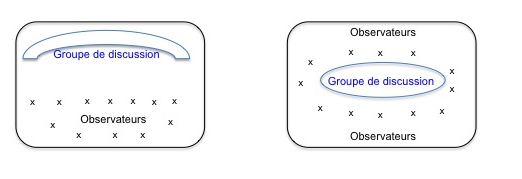 Groupe de discussion
x x x x x x x
x Observateurs x
x x x
Observateurs
x x x
x x
x Groupe de discussion x
x x x x x
Observateurs